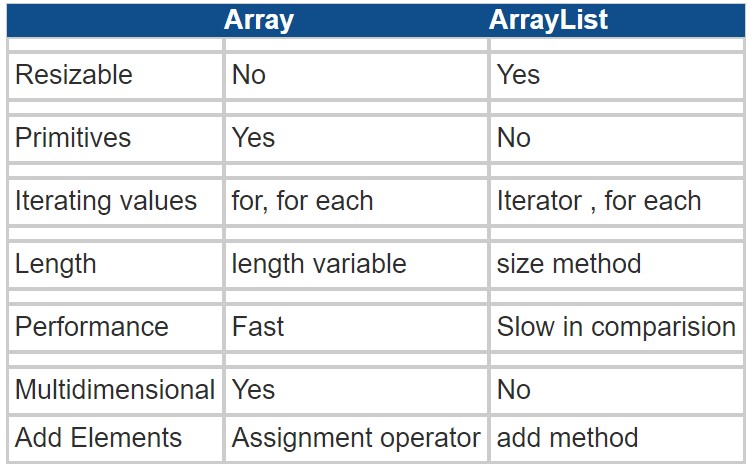 Array ArrayList
Resizable No Yes
Primitives Yes No
Iterating values for, for each Iterator , for each
Length length variable size method
Performance Fast Slow in comparision
Multidimensional Yes No
Add Elements Assignment operator add method